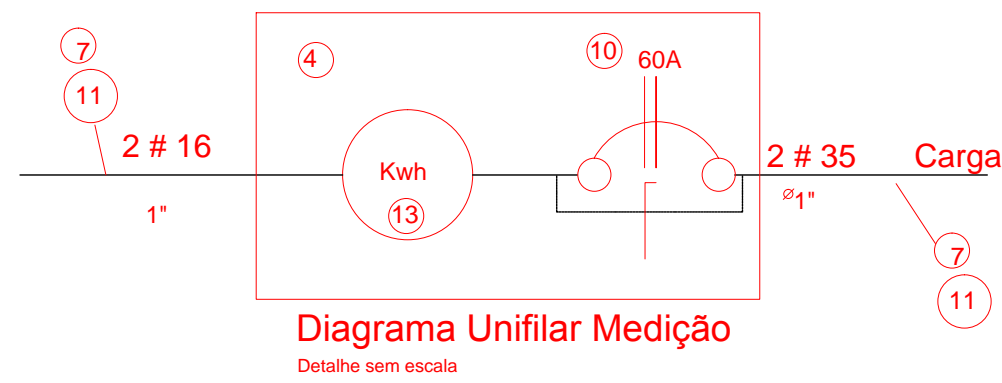 7
11
2 # 16
1"
4
Kwh
13
10
60A
2 # 35
ø1"
Carga
7
11
Diagrama Unifilar Medição
Detalhe sem escala